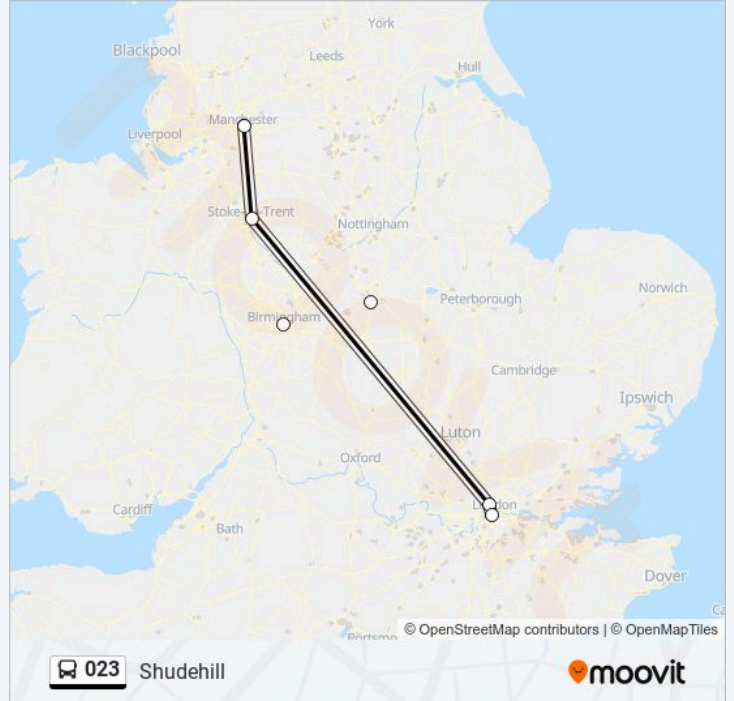 York
Blackpool
Leeds
Hull
Manchester
Liverpool
Stoke-on-Trent
Nottingham
Norwich
Peterborough
Birmingham
Cambridge
Ipswich
Luton
Oxford
London
Cardiff
Bath
Dover
© OpenStreetMap contributors | © OpenMapTiles
023 Shudehill
moovit